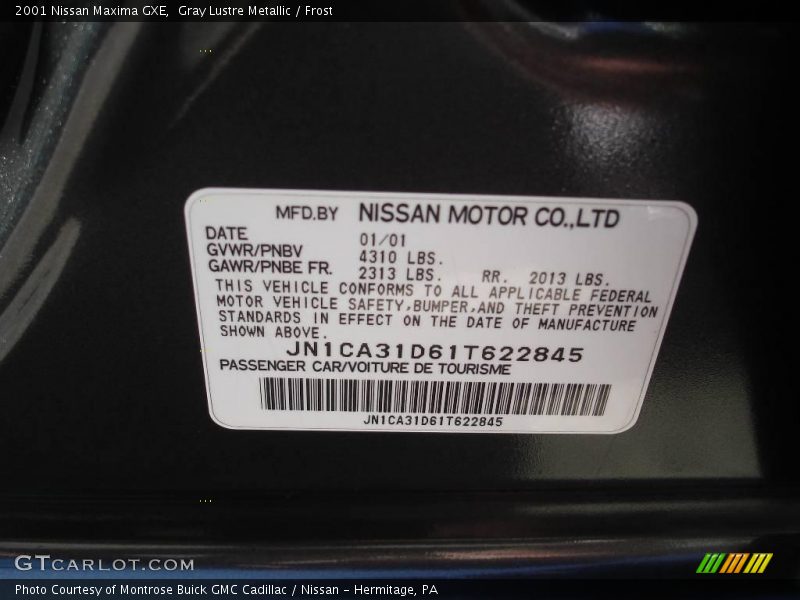 2001 Nissan Maxima GXE,  Gray Lustre Metallic / Frost
MFD.BY NISSAN MOTOR CO.,LTD
DATE 01/01
GVWR/PNBV 4310 LBS.
GAWR/PNBE FR. 2313 LBS. RR. 2013 LBS.
THIS VEHICLE CONFORMS TO ALL APPLICABLE FEDERAL
MOTOR VEHICLE SAFETY,BUMPER,AND THEFT PREVENTION
STANDARDS IN EFFECT ON THE DATE OF MANUFACTURE
SHOWN ABOVE.
JN1CA31D61T622845
PASSENGER CAR/VOITURE DE TOURISME
JN1CA31D61T622845
GTCARLOT.COM
Photo Courtesy of Montrose Buick GMC Cadillac / Nissan - Hermitage, PA